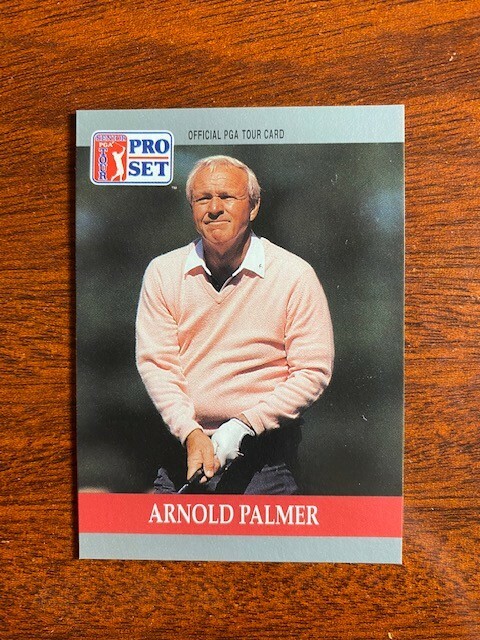 OFFICIAL PGA TOUR CARD
SENIOR
PGA
TOUR
PRO
SET
ARNOLD PALMER